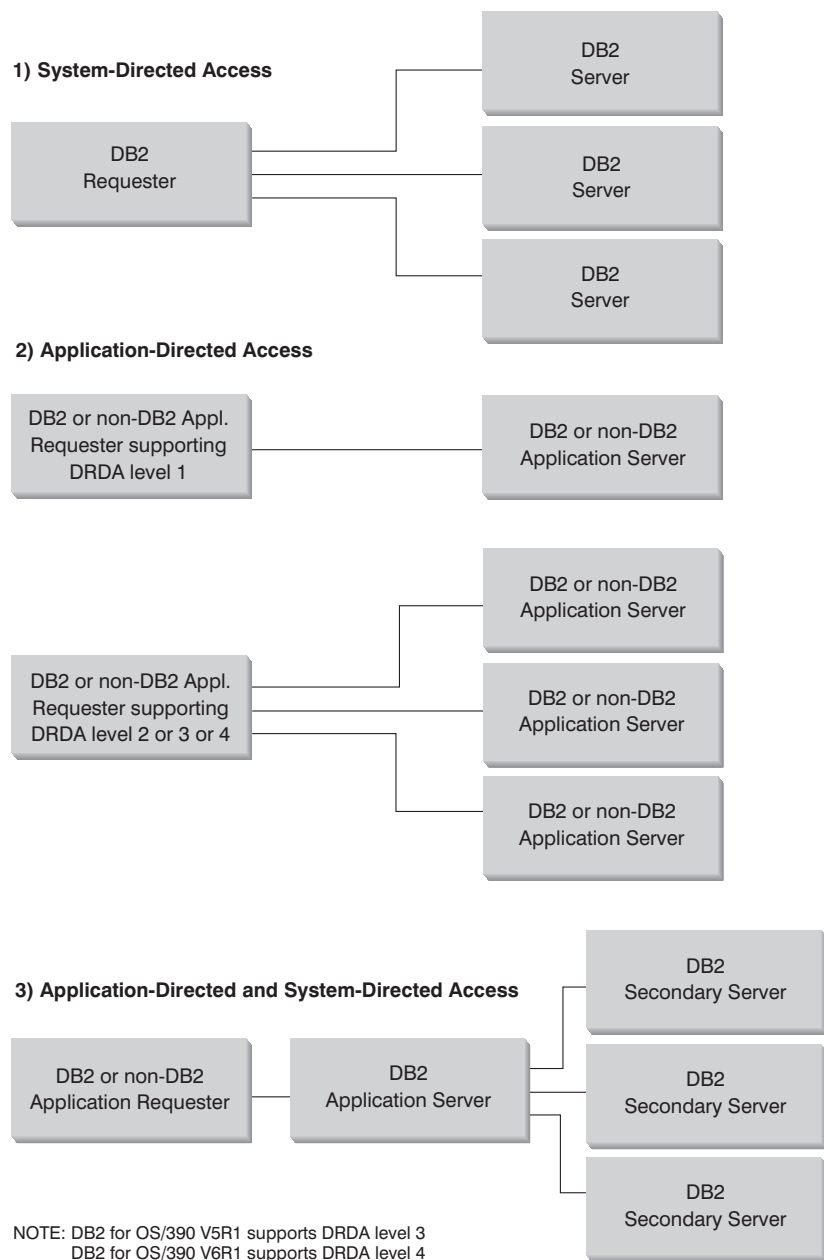 1) System-Directed Access
DB2
Requester
DB2
Server
DB2
Server
DB2
Server
2) Application-Directed Access
DB2 or non-DB2 Appl.
Requester supporting
DRDA level 1
DB2 or non-DB2
Application Server
DB2 or non-DB2 Appl.
Requester supporting
DRDA level 2 or 3 or 4
DB2 or non-DB2
Application Server
DB2 or non-DB2
Application Server
DB2 or non-DB2
Application Server
3) Application-Directed and System-Directed Access
DB2 or non-DB2
Application Requester
DB2
Application Server
DB2
Secondary Server
DB2
Secondary Server
DB2
Secondary Server
NOTE: DB2 for OS/390 V5R1 supports DRDA level 3
DB2 for OS/390 V6R1 supports DRDA level 4